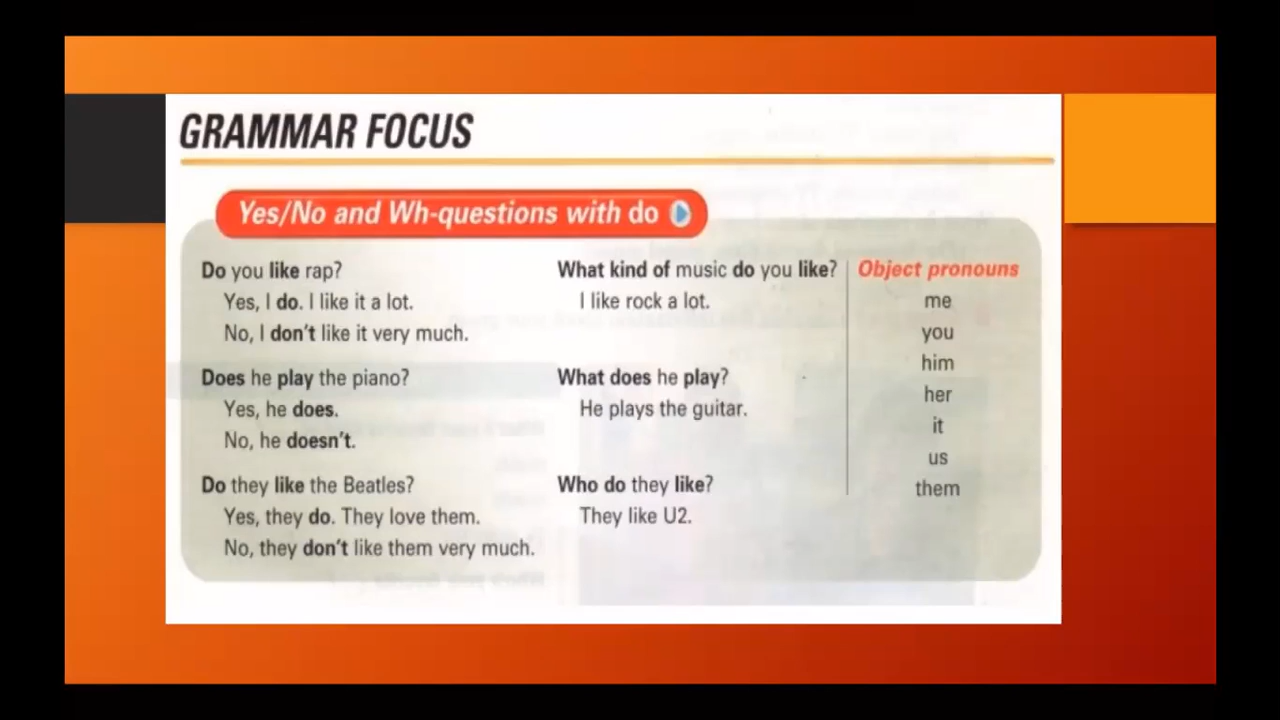 GRAMMAR FOCUS
Yes/No and Wh-questions with do
Do you like rap?
Yes, I do. I like it a lot.
No, I don't like it very much.
Does he play the piano?
Yes, he does.
No, he doesn't.
Do they like the Beatles?
Yes, they do. They love them.
No, they don't like them very much.
What kind of music do you like?
I like rock a lot.
What does he play?
He plays the guitar.
Who do they like?
They like U2.
Object pronouns
me
you
him
her
it
us
them